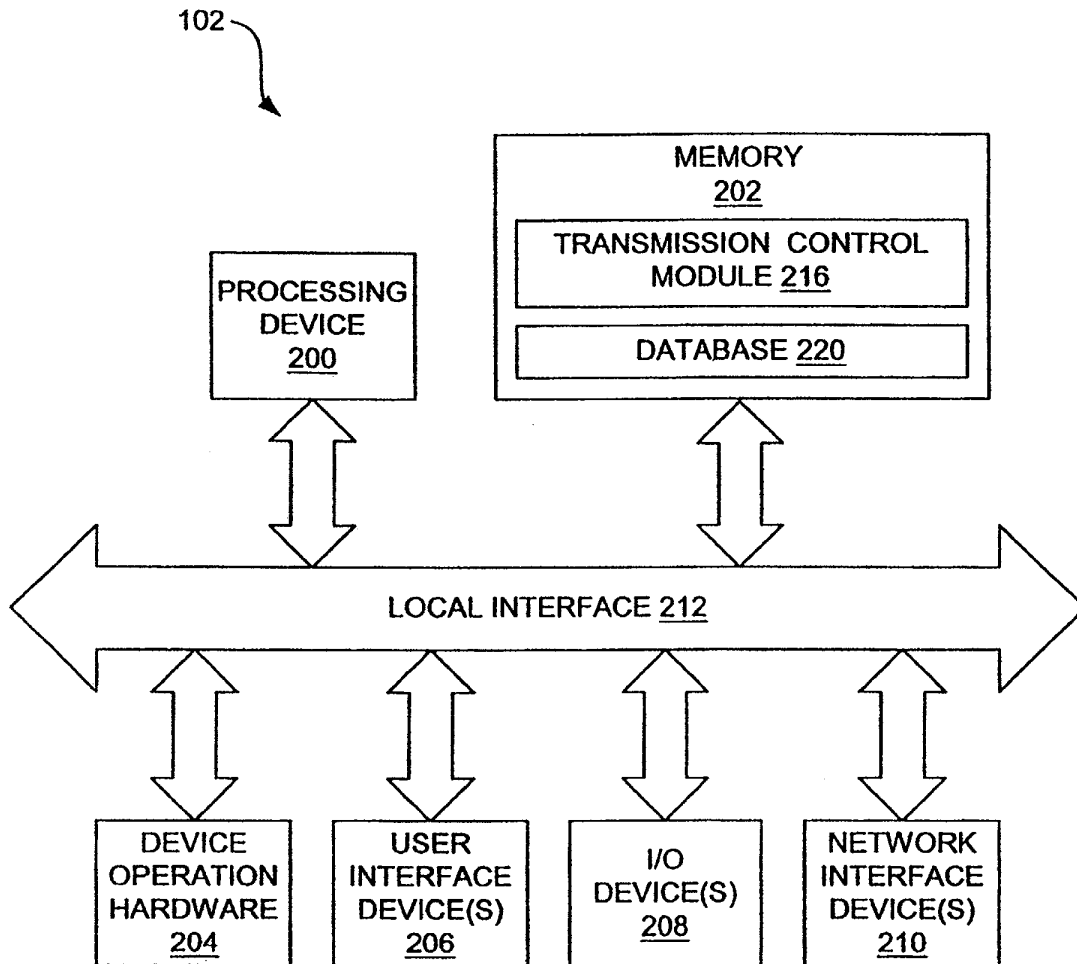 102
MEMORY
202
TRANSMISSION CONTROL
MODULE 216
DATABASE 220
PROCESSING
DEVICE
200
LOCAL INTERFACE 212
DEVICE
OPERATION
HARDWARE
204
USER
INTERFACE
DEVICE(S)
206
I/O
DEVICE(S)
208
NETWORK
INTERFACE
DEVICE(S)
210